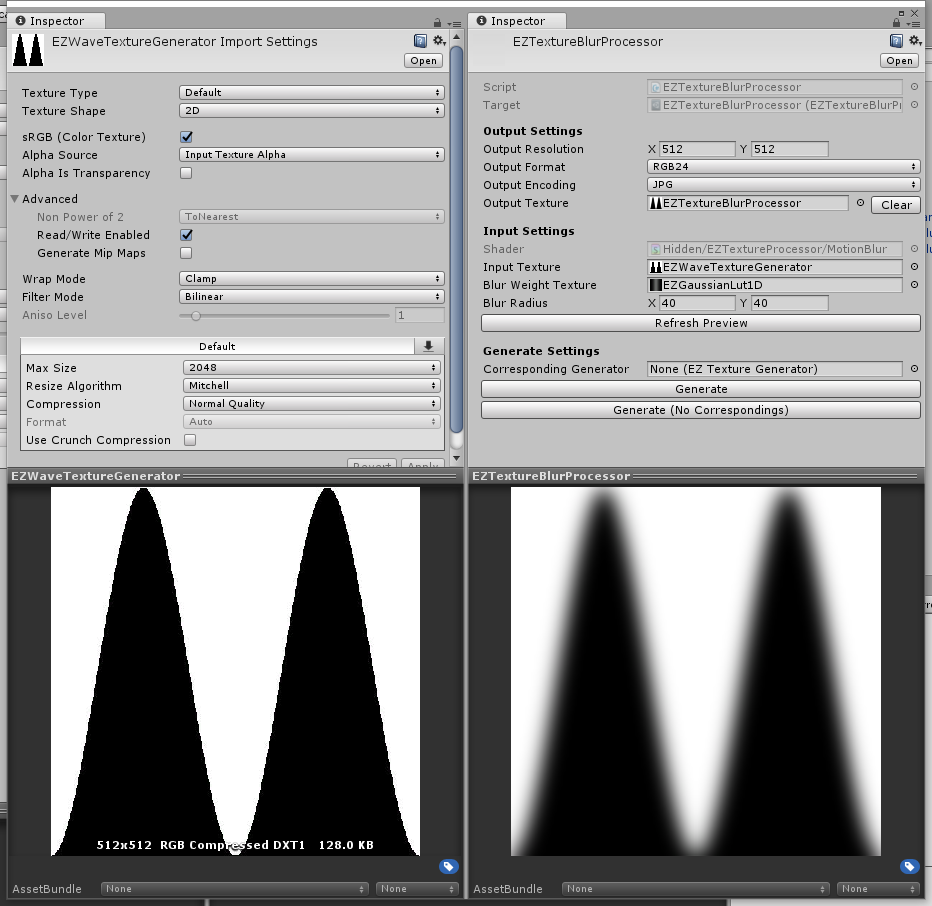 Inspector
EZWaveTextureGenerator Import Settings
Open
Texture Type Default
Texture Shape 2D
sRGB (Color Texture)
Alpha Source Input Texture Alpha
Alpha Is Transparency
Advanced
Non Power of 2 ToNearest
Read/Write Enabled
Generate Mip Maps
Wrap Mode Clamp
Filter Mode Bilinear
Aniso Level 1
Default
Max Size 2048
Resize Algorithm Mitchell
Compression Normal Quality
Format Auto
Use Crunch Compression
Revert Apply
EZWaveTextureGenerator
512x512 RGB Compressed DXT1 128.0 KB
AssetBundle None None
Inspector
EZTextureBlurProcessor
Open
Script EZTextureBlurProcessor
Target EZTextureBlurProcessor (EZTextureBlurPr
Output Settings
Output Resolution X 512 Y 512
Output Format RGB24
Output Encoding JPG
Output Texture EZTextureBlurProcessor Clear
Input Settings
Shader Hidden/EZTextureProcessor/MotionBlur
Input Texture EZWaveTextureGenerator
Blur Weight Texture EZGaussianLut1D
Blur Radius X 40 Y 40
Refresh Preview
Generate Settings
Corresponding Generator None (EZ Texture Generator)
Generate
Generate (No Correspondings)
EZTextureBlurProcessor
AssetBundle None None